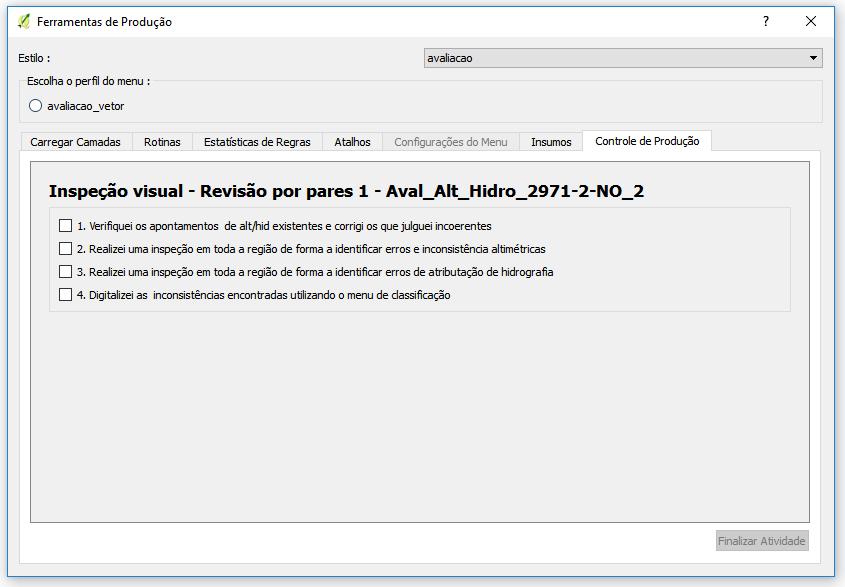 Ferramentas de Produção
?
Estilo :
avaliacao
Escolha o perfil do menu :
avaliacao_vetor
Carregar Camadas
Rotinas
Estatísticas de Regras
Atalhos
Configurações do Menu
Insumos
Controle de Produção
Inspeção visual - Revisão por pares 1 - Aval_Alt_Hidro_2971-2-NO_2
1. Verifiquei os apontamentos  de alt/hid existentes e corrigi os que julguei incoerentes
2. Realizei uma inspeção em toda a região de forma a identificar erros e inconsistência altimétricas
3. Realizei uma inspeção em toda a região de forma a identificar erros de atributação de hidrografia
4. Digitalizei as  inconsistências encontradas utilizando o menu de classificação
Finalizar Atividade